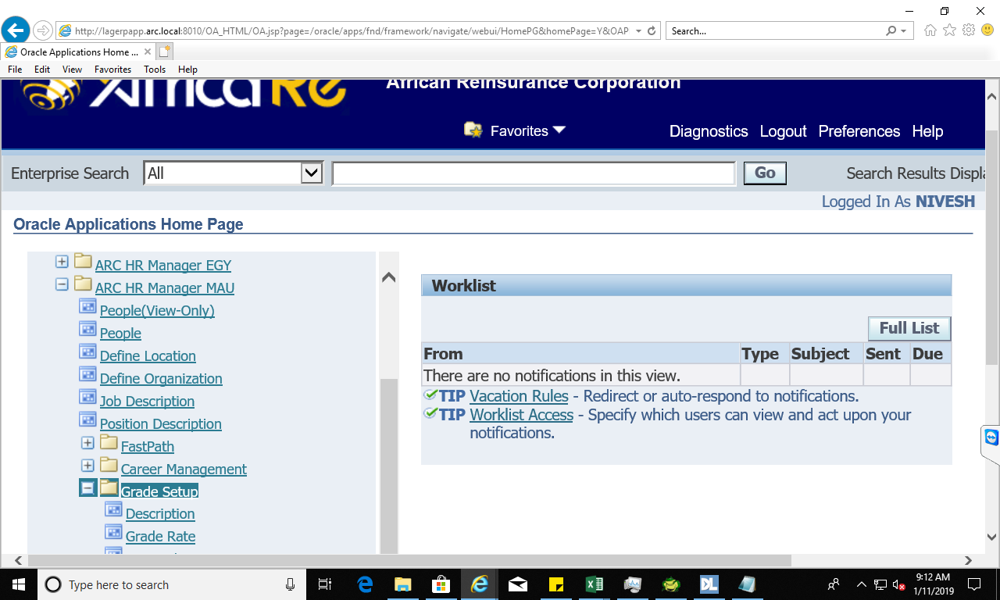 http://lagerpapp.arc.local:8010/OA_HTML/OA.jsp?page=/oracle/apps/fnd/framework/navigate/webui/HomePG&homePage=Y&OAP
Search...
Oracle Applications Home ...
File Edit View Favorites Tools Help
AfricaRe
African Reinsurance Corporation
Favorites
Diagnostics Logout Preferences Help
Enterprise Search All Go Search Results Displa
Logged In As NIVESH
Oracle Applications Home Page
ARC HR Manager EGY
ARC HR Manager MAU
People(View-Only)
People
Define Location
Define Organization
Job Description
Position Description
FastPath
Career Management
Grade Setup
Description
Grade Rate
Worklist
Full List
From Type Subject Sent Due
There are no notifications in this view.
TIP Vacation Rules - Redirect or auto-respond to notifications.
TIP Worklist Access - Specify which users can view and act upon your
notifications.
Type here to search
DL
9:12 AM
1/11/2019